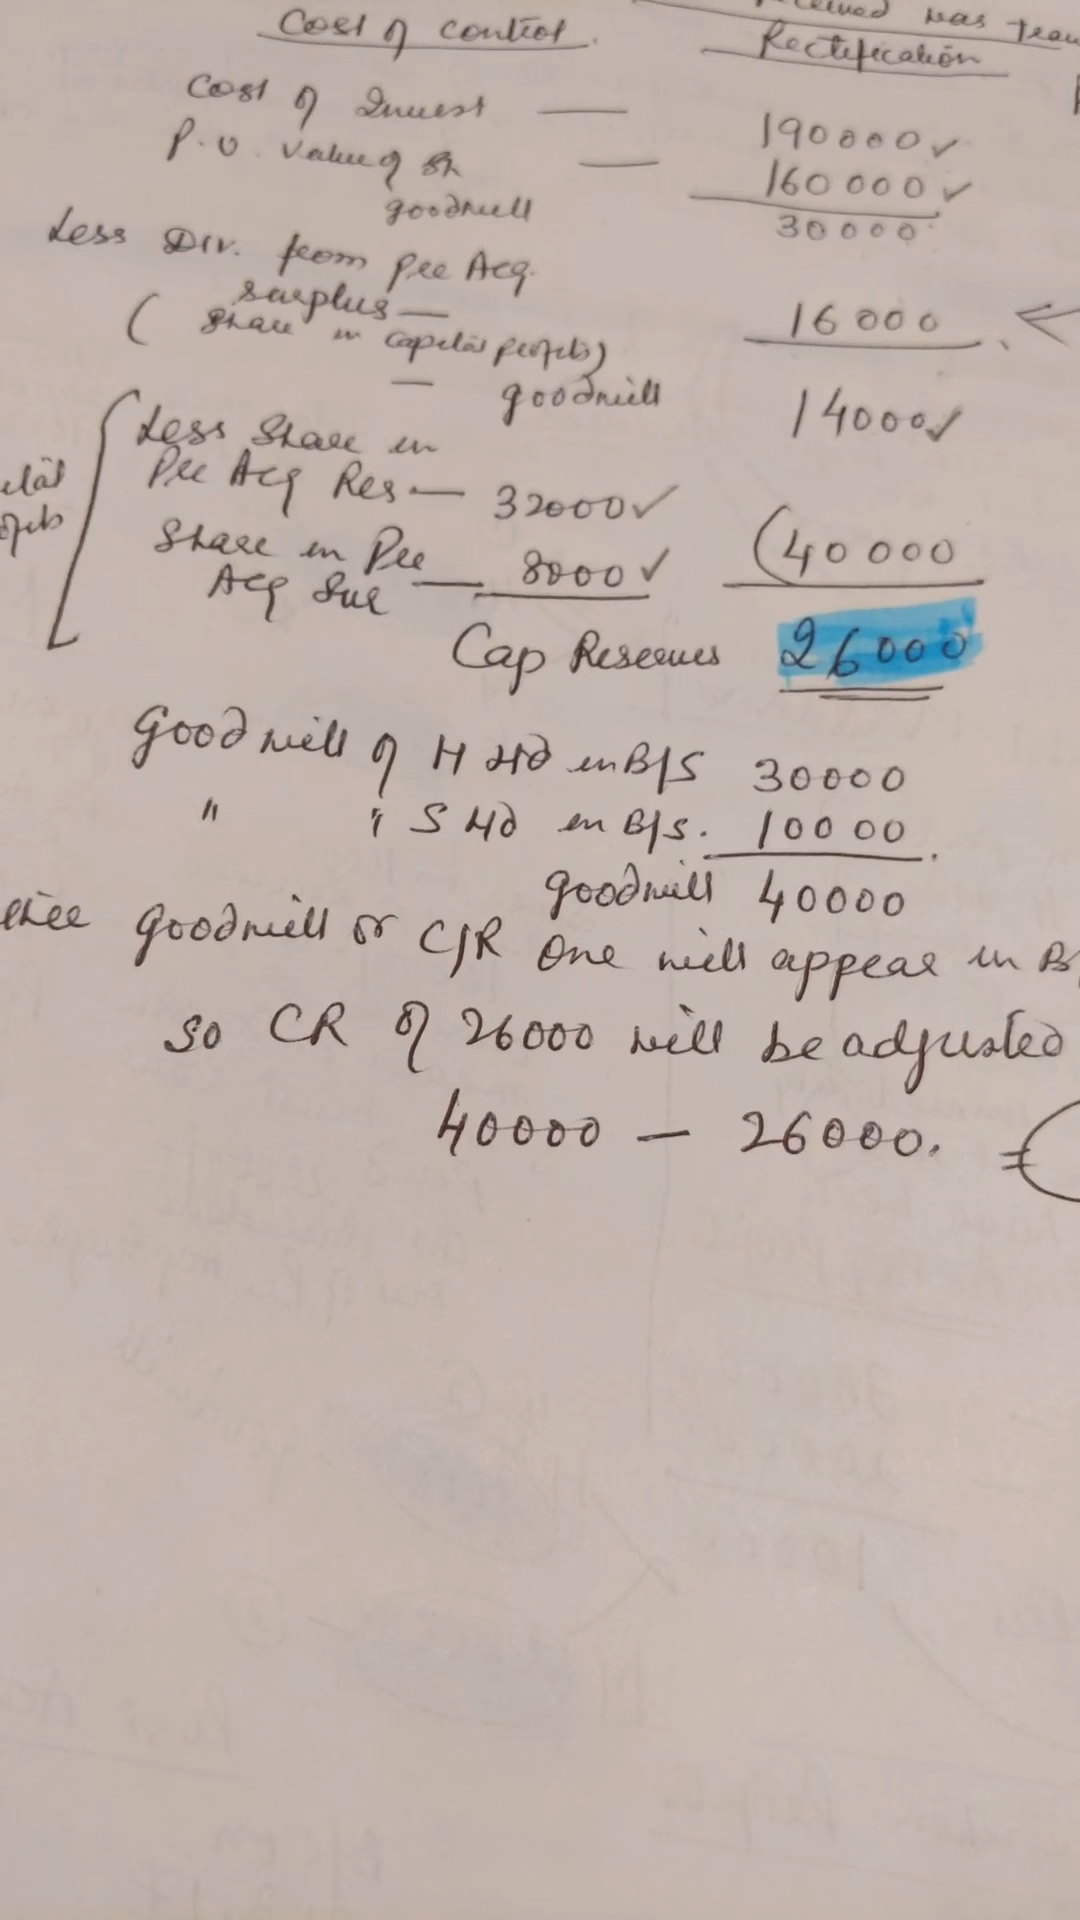 was
Cost of control.
Rectification
Cost of Invest — 190000 ✓
P.U. Value of Sh — 160000 ✓
goodwill 30000
Less Div. from Pre Acq.
Surplus — 16000
( Share in capital profits)
— goodwill 14000 ✓
Less Share in
Pre Acq Res — 32000 ✓
Share in Pre
Acq Sur — 8000 ✓ (40000
Cap Reserves 26000
Goodwill of H Ltd in B/S 30000
" " S Ltd in B/S. 10000.
goodwill 40000
goodwill or C/R one will appear in B/
so CR of 26000 will be adjusted
40000 — 26000. =